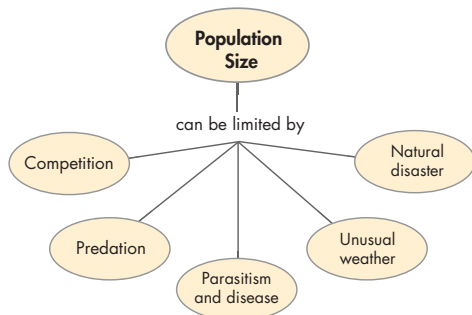 Population
Size
can be limited by
Competition
Natural
disaster
Predation
Unusual
weather
Parasitism
and disease